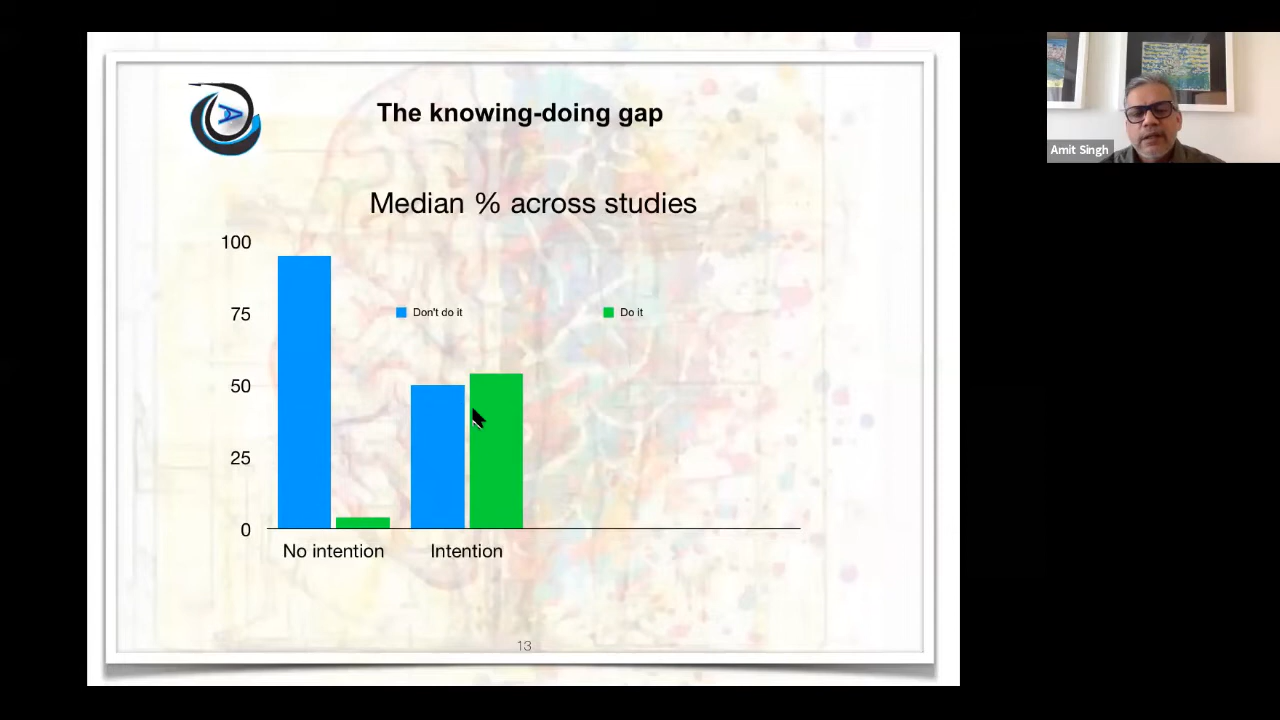 The knowing-doing gap
Median % across studies
100
75
50
25
0
Don't do it
Do it
No intention
Intention
13
Amit Singh